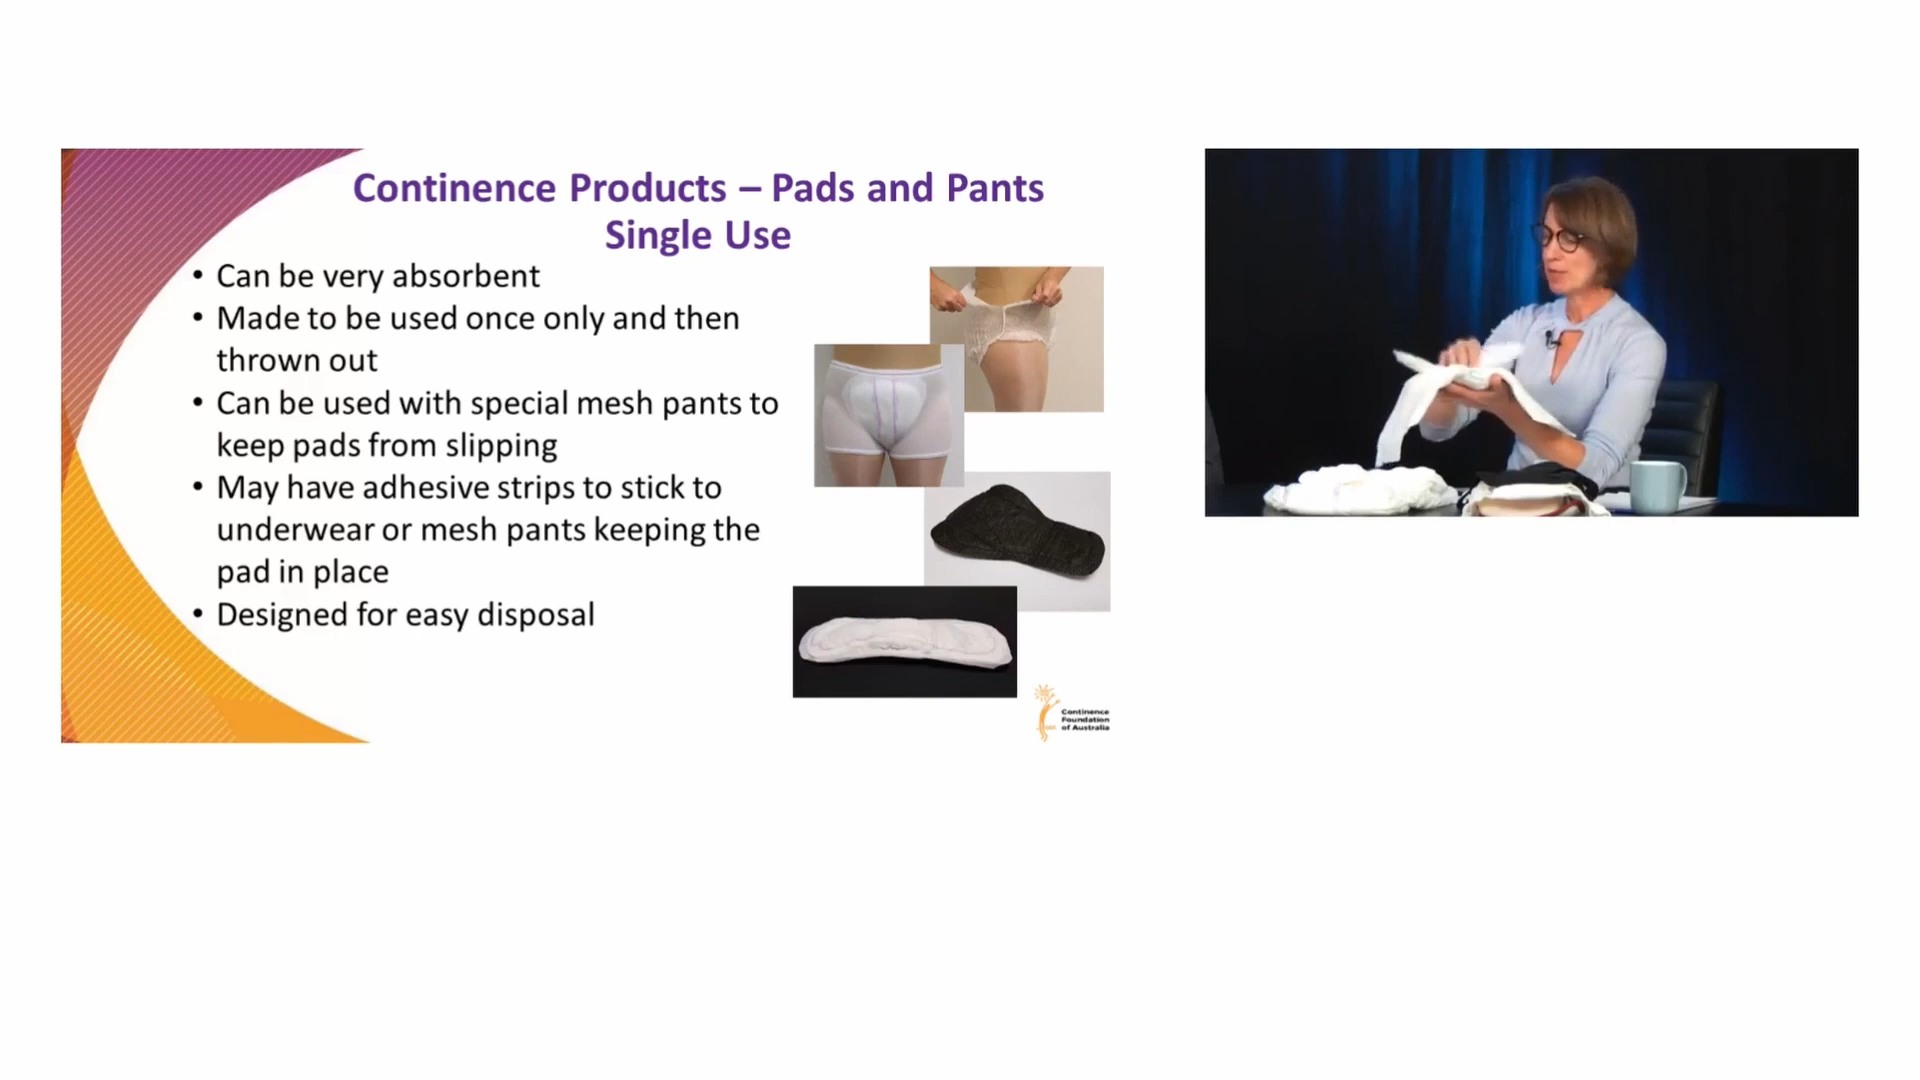 Continence Products – Pads and Pants
Single Use
• Can be very absorbent
• Made to be used once only and then
thrown out
• Can be used with special mesh pants to
keep pads from slipping
• May have adhesive strips to stick to
underwear or mesh pants keeping the
pad in place
• Designed for easy disposal
Continence
Foundation
of Australia